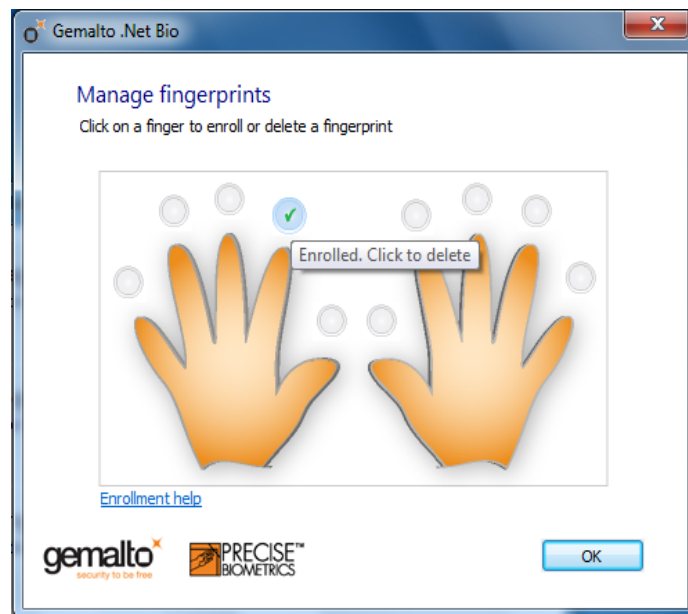 Gemalto .Net Bio
Manage fingerprints
Click on a finger to enroll or delete a fingerprint
Enrolled. Click to delete
Enrollment help
gemalto
security to be free
PRECISE™
BIOMETRICS
OK